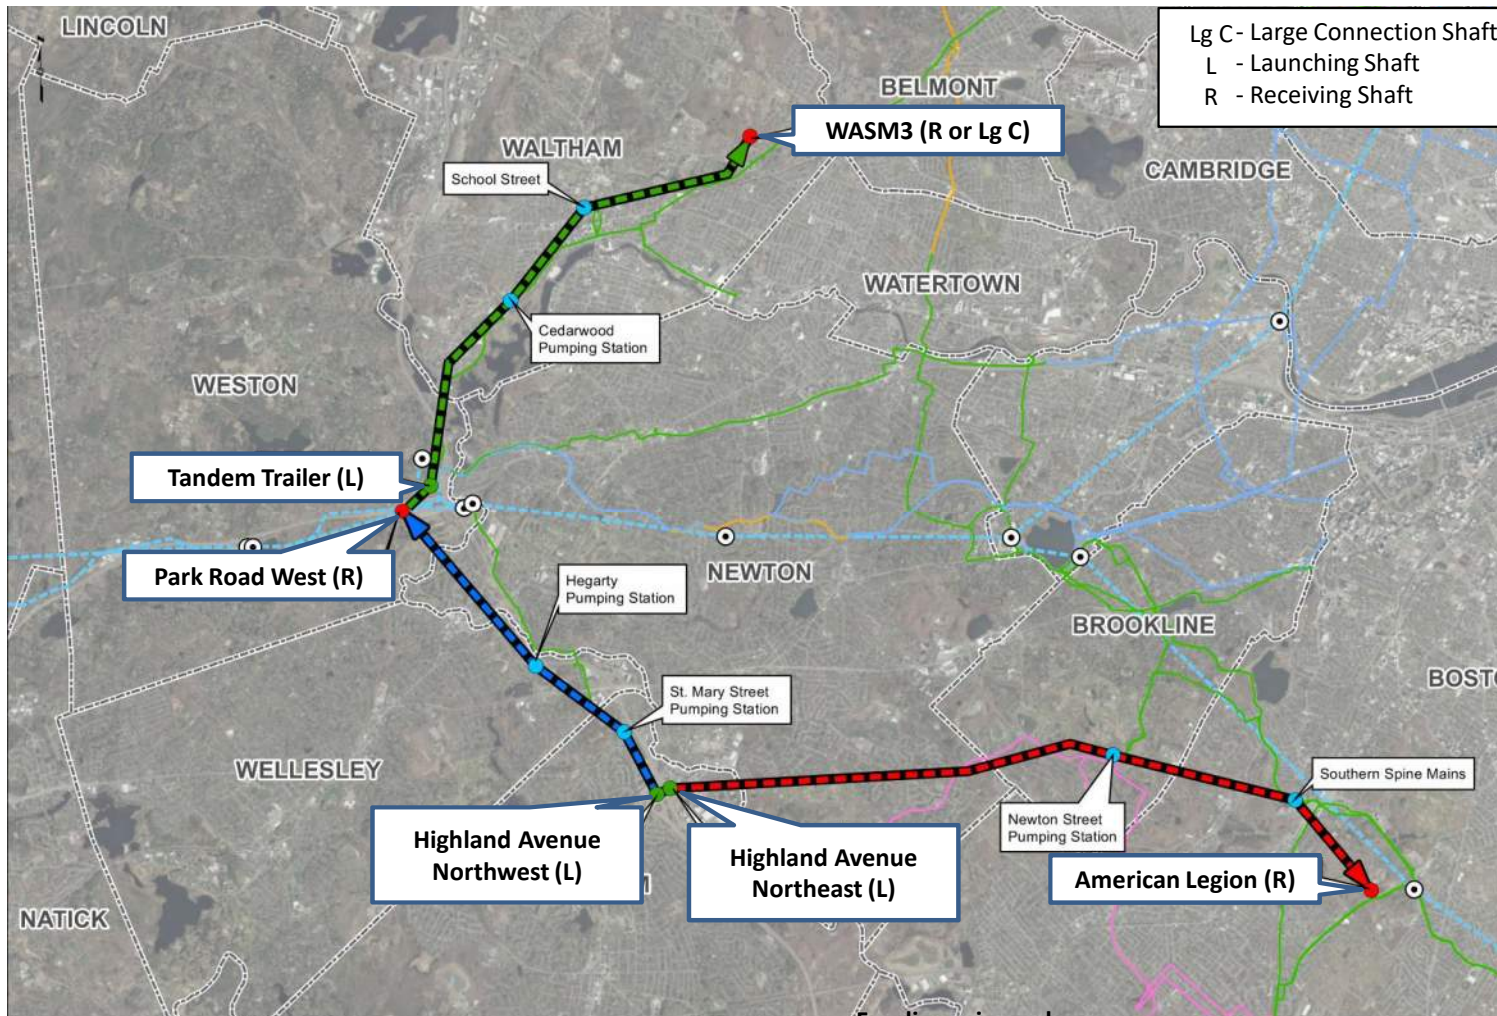 LINCOLN
Lg C - Large Connection Shaft
L - Launching Shaft
R - Receiving Shaft
BELMONT
WASM3 (R or Lg C)
WALTHAM
CAMBRIDGE
School Street
WATERTOWN
Cedarwood
Pumping Station
WESTON
Tandem Trailer (L)
Park Road West (R)
Hegarty
Pumping Station
NEWTON
BROOKLINE
St. Mary Street
Pumping Station
BOSTO
WELLESLEY
Southern Spine Mains
Newton Street
Pumping Station
Highland Avenue
Northwest (L)
Highland Avenue
Northeast (L)
American Legion (R)
NATICK